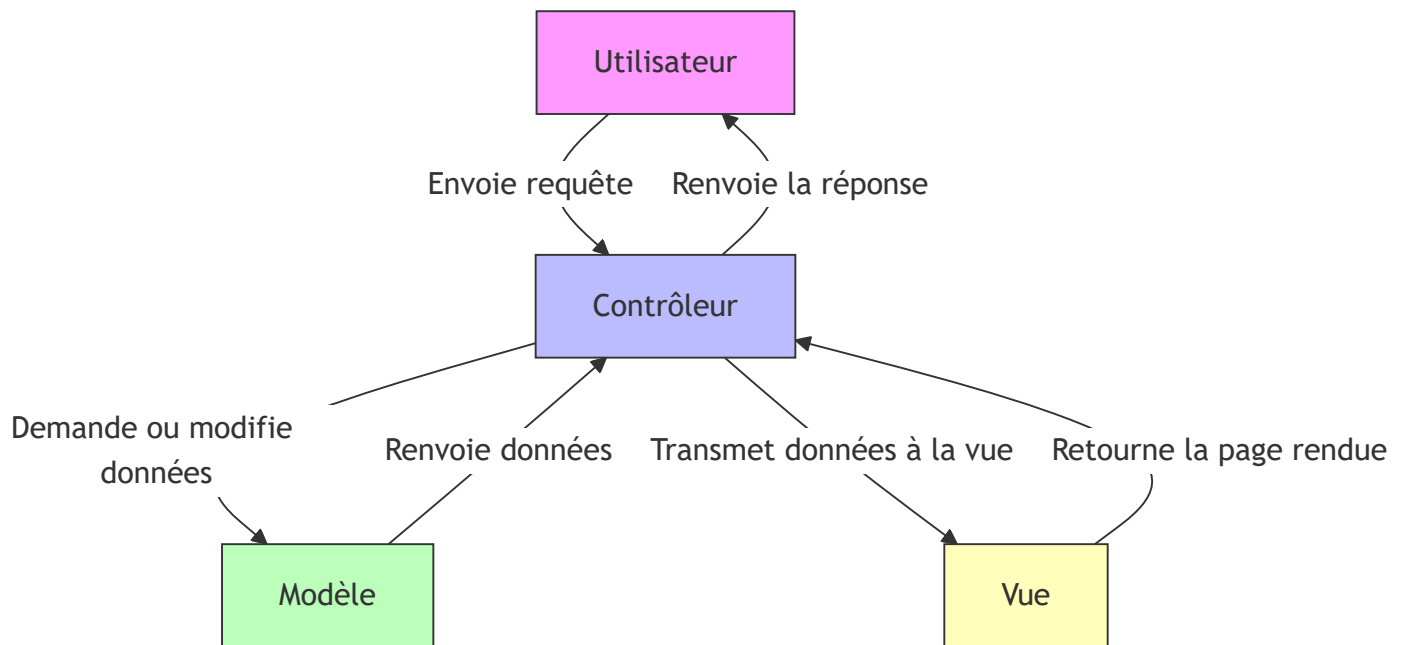 Utilisateur
Envoie requête
Renvoie la réponse
Contrôleur
Demande ou modifie
données
Renvoie données
Transmet données à la vue
Retourne la page rendue
Modèle
Vue